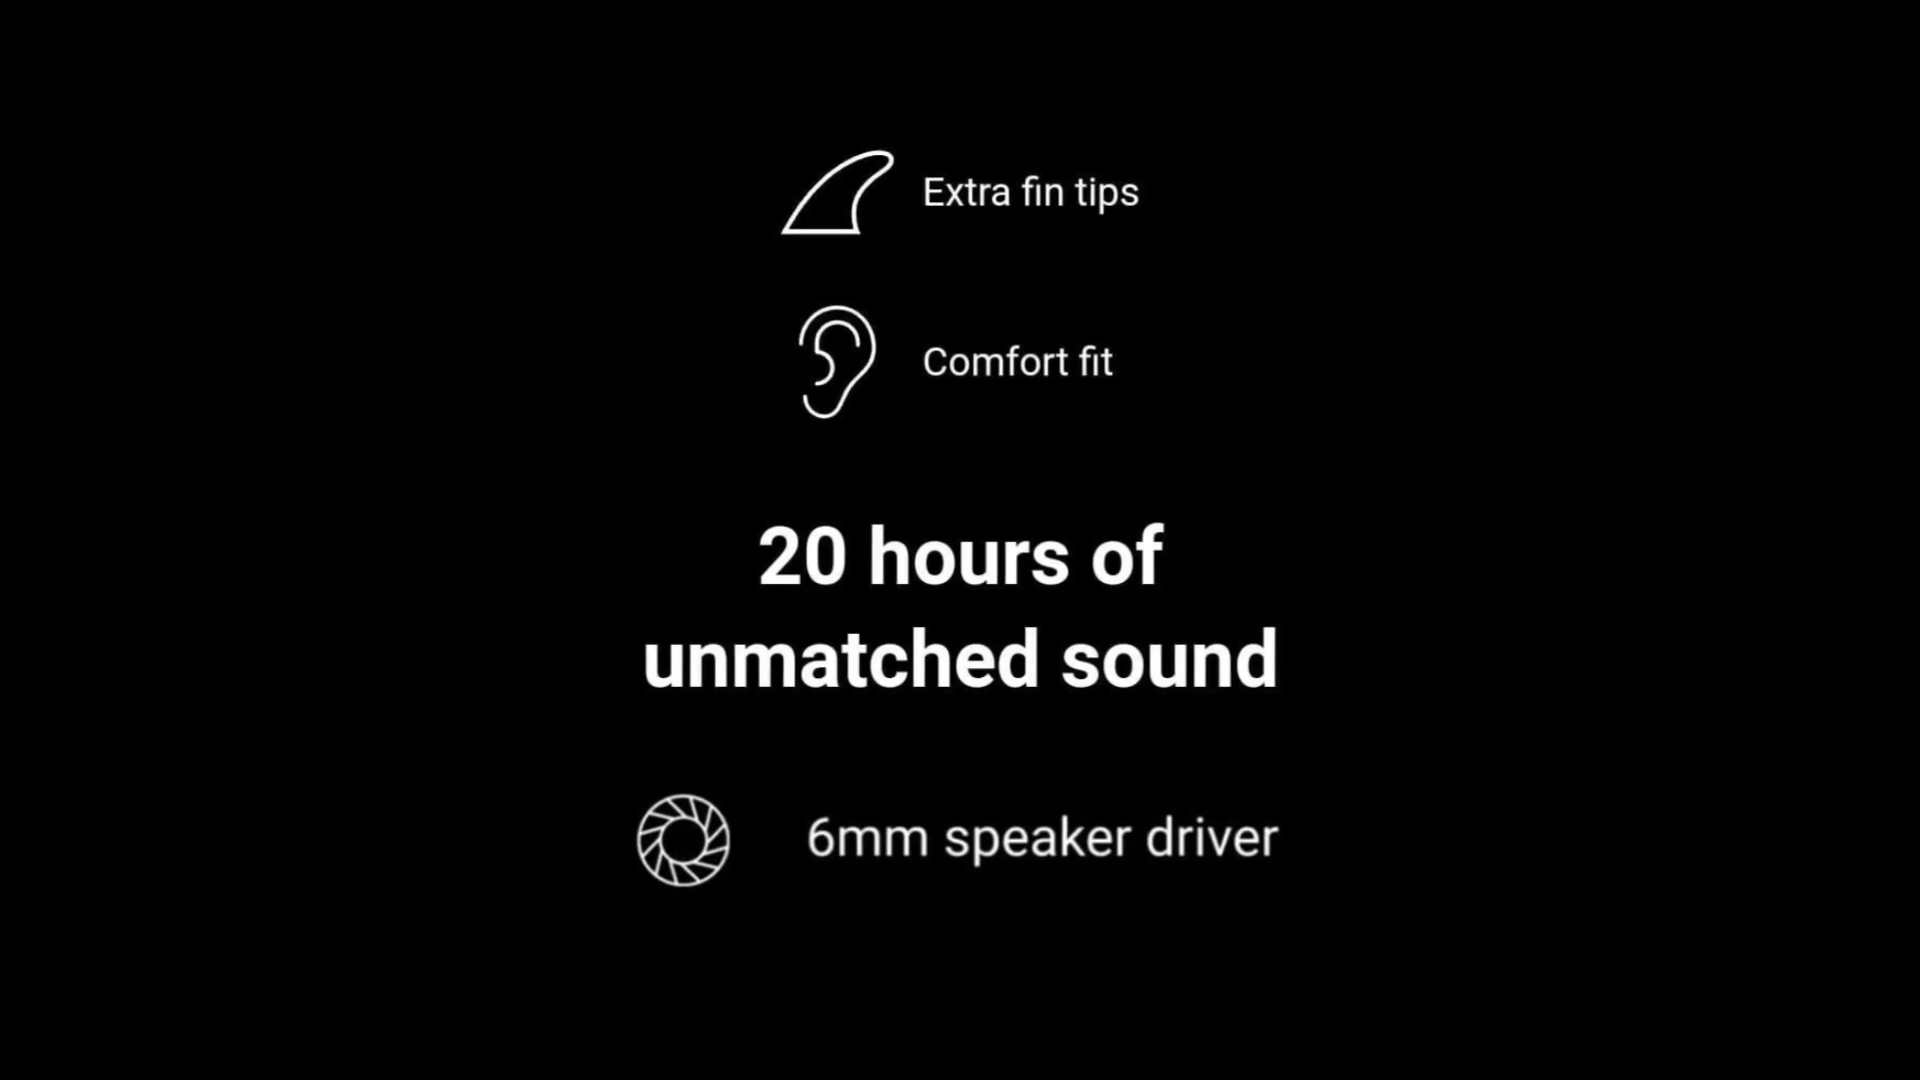 Extra fin tips
Comfort fit
20 hours of
unmatched sound
6mm speaker driver